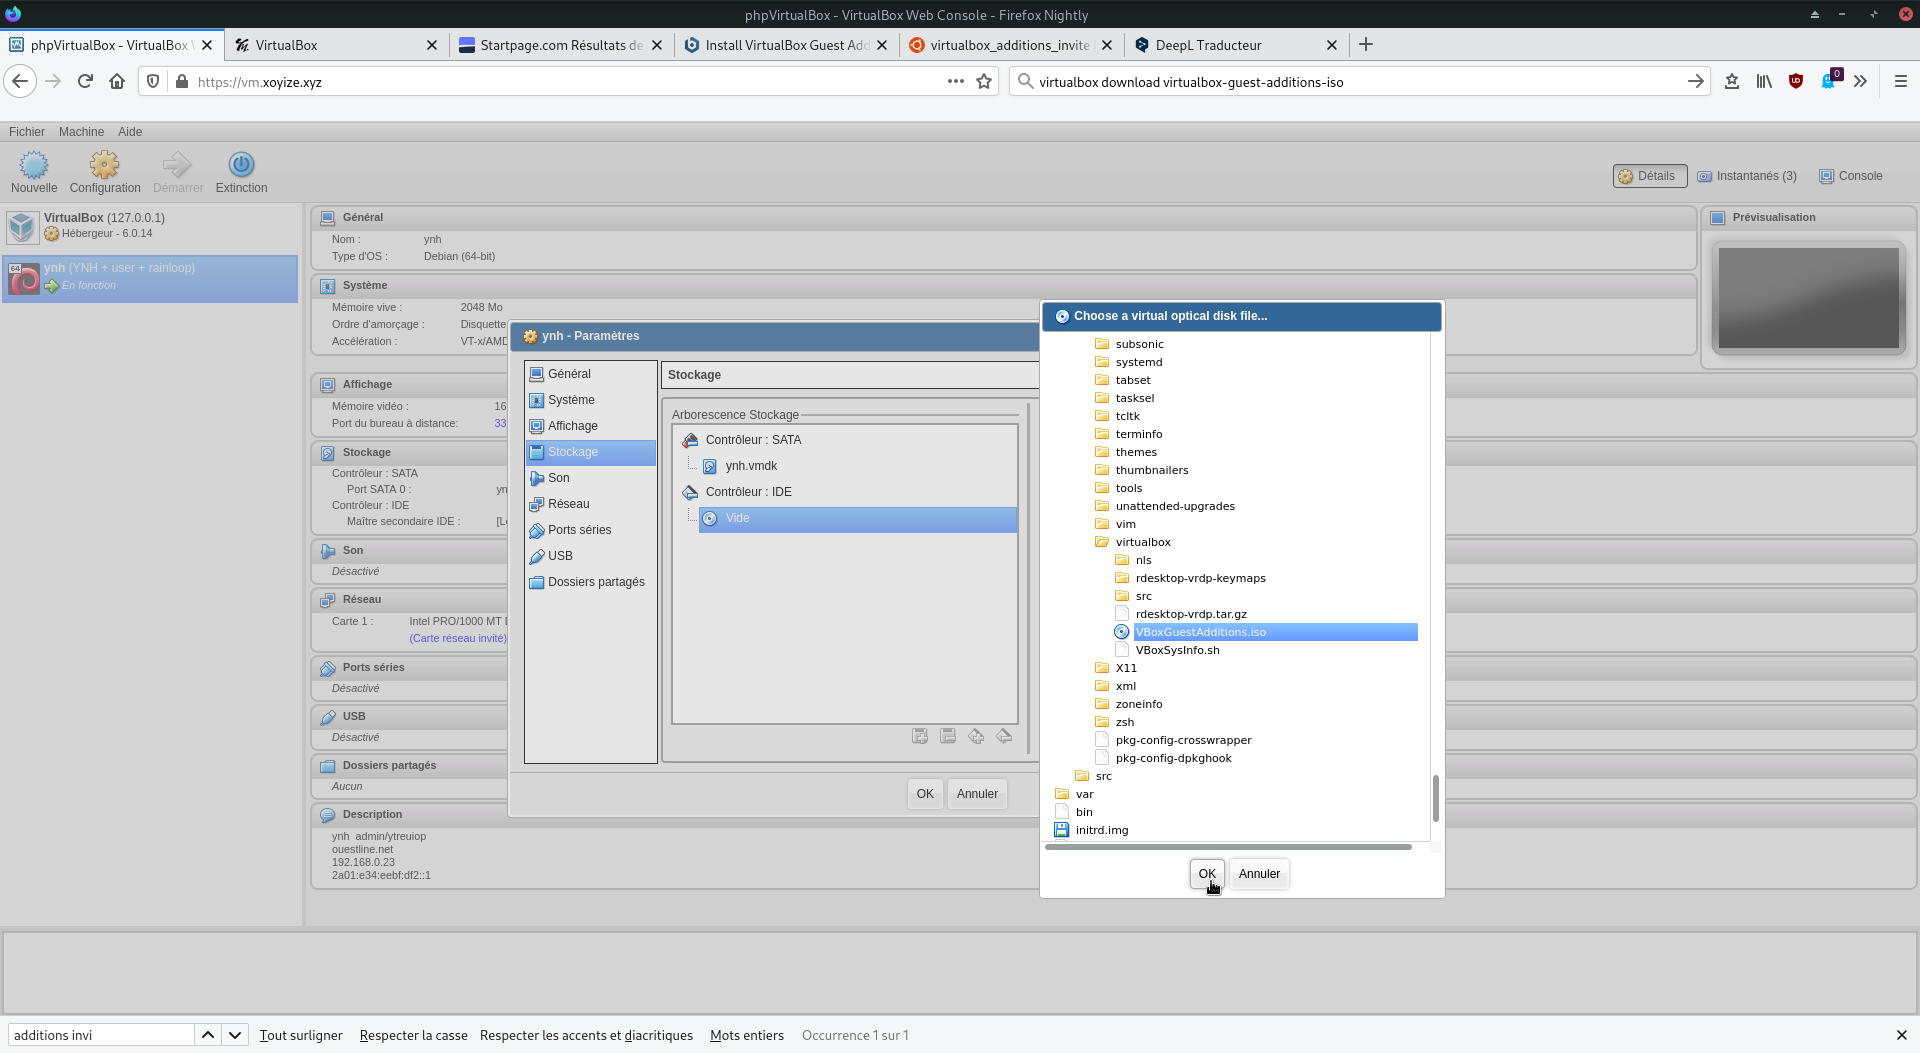 phpVirtualBox - VirtualBox Web Console - Firefox Nightly
phpVirtualBox - VirtualBox
VirtualBox
Startpage.com Résultats de
Install VirtualBox Guest Add
virtualbox_additions_invite
DeepL Traducteur
https://vm.xoyize.xyz
virtualbox download virtualbox-guest-additions-iso
0
Fichier Machine Aide
Nouvelle Configuration Démarrer Extinction
Détails Instantanés (3) Console
VirtualBox (127.0.0.1)
Hébergeur - 6.0.14
64
ynh (YNH + user + rainloop)
En fonction
Général
Nom : ynh
Type d'OS : Debian (64-bit)
Système
Mémoire vive : 2048 Mo
Ordre d'amorçage : Disquette
Accélération : VT-x/AMD
Affichage
Mémoire vidéo : 16
Port du bureau à distance: 33
Stockage
Contrôleur : SATA
Port SATA 0 : yn
Contrôleur : IDE
Maître secondaire IDE : [L
Son
Désactivé
Réseau
Carte 1 : Intel PRO/1000 MT
(Carte réseau invité)
Ports séries
Désactivé
USB
Désactivé
Dossiers partagés
Aucun
Description
ynh admin/ytreuiop
ouestline.net
192.168.0.23
2a01:e34:eebf:df2::1
Prévisualisation
ynh - Paramètres
Général
Système
Affichage
Stockage
Son
Réseau
Ports séries
USB
Dossiers partagés
Stockage
Arborescence Stockage
Contrôleur : SATA
ynh.vmdk
Contrôleur : IDE
Vide
OK Annuler
Choose a virtual optical disk file...
subsonic
systemd
tabset
tasksel
tcltk
terminfo
themes
thumbnailers
tools
unattended-upgrades
vim
virtualbox
nls
rdesktop-vrdp-keymaps
src
rdesktop-vrdp.tar.gz
VBoxGuestAdditions.iso
VBoxSysInfo.sh
X11
xml
zoneinfo
zsh
pkg-config-crosswrapper
pkg-config-dpkghook
src
var
bin
initrd.img
OK Annuler
additions invi
Tout surligner Respecter la casse Respecter les accents et diacritiques Mots entiers Occurrence 1 sur 1